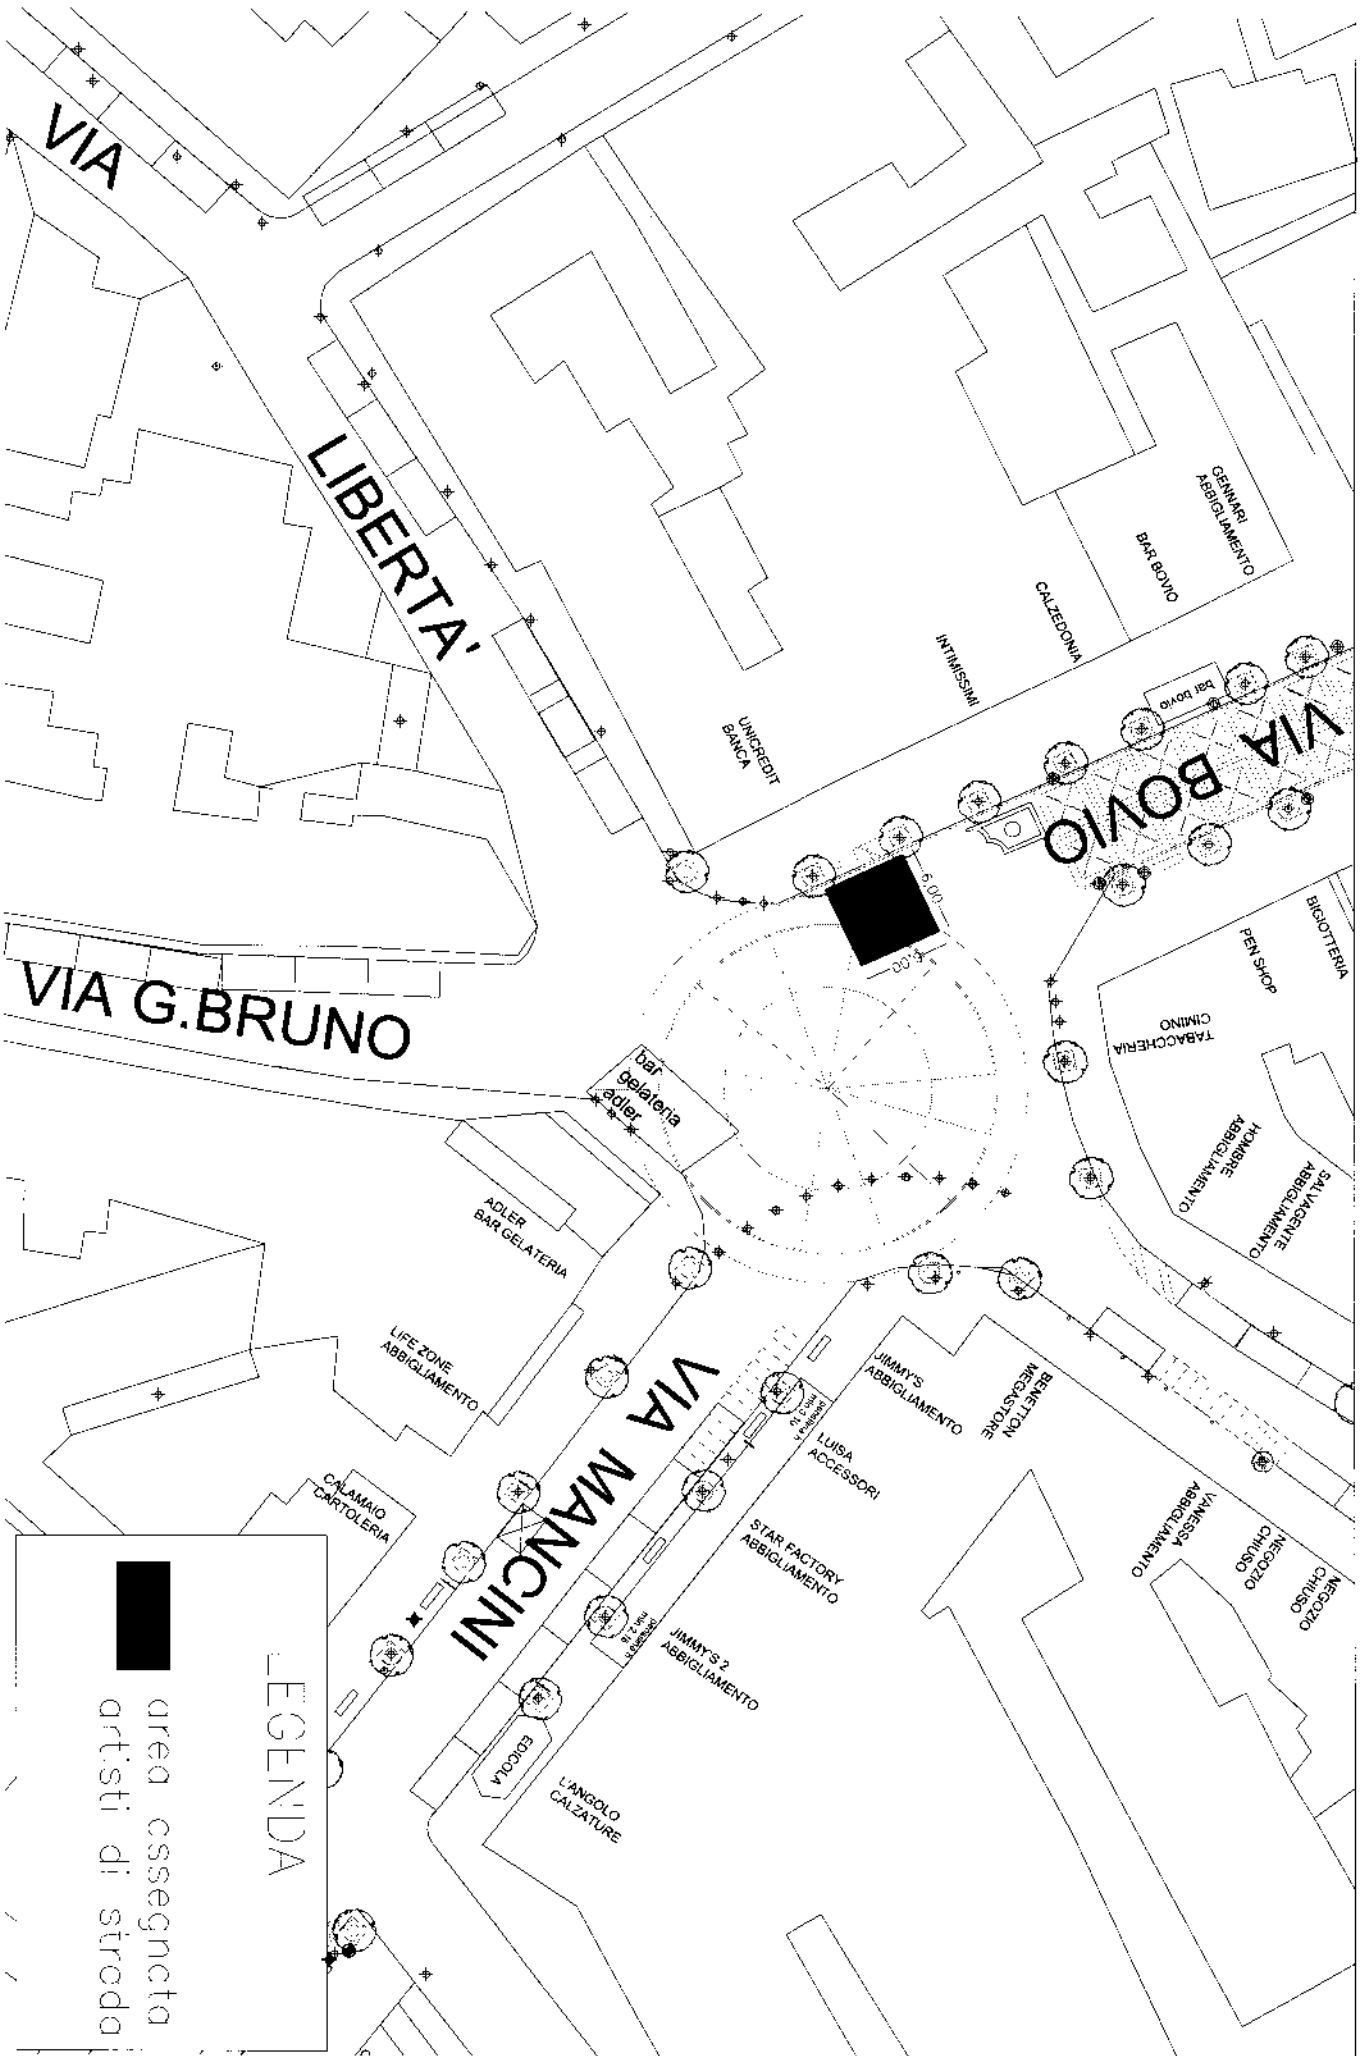 VIA
LIBERTA'
GENNARI
ABBIGLIAMENTO
BAR BOVIO
CALZEDONIA
INTIMISSIMI
UNICREDIT
BANCA
bar bovio
VIA BOVIO
6.00
6.00
BIGIOTTERIA
PEN SHOP
TABACCHERIA
CIMINO
HOMBRE
ABBIGLIAMENTO
SALVAGENTE
ABBIGLIAMENTO
VIA G.BRUNO
bar
gelateria
adler
ADLER
BAR GELATERIA
LIFE ZONE
ABBIGLIAMENTO
CALAMAIO
CARTOLERIA
VIA MANCINI
JIMMY'S
ABBIGLIAMENTO
BENETTON
MEGASTORE
LUISA
ACCESSORI
STAR FACTORY
ABBIGLIAMENTO
JIMMY'S 2
ABBIGLIAMENTO
VANESSA
ABBIGLIAMENTO
NEGOZIO
CHIUSO
NEGOZIO
CHIUSO
EDICOLA
L'ANGOLO
CALZATURE
LEGENDA
area assegnata
artisti di strada